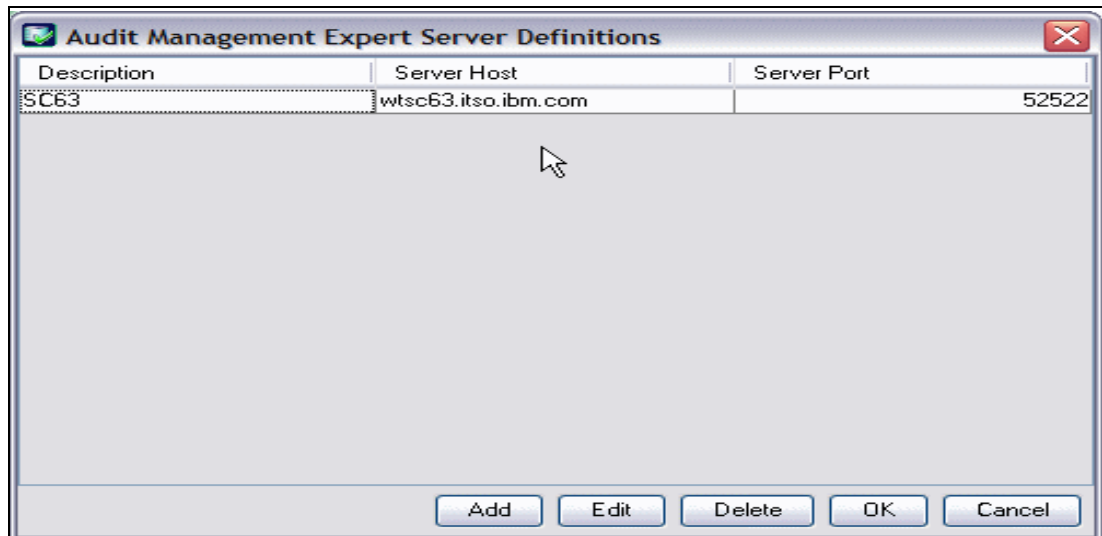 Audit Management Expert Server Definitions
Description Server Host Server Port
SC63 wtsc63.itso.ibm.com 52522
Add Edit Delete OK Cancel